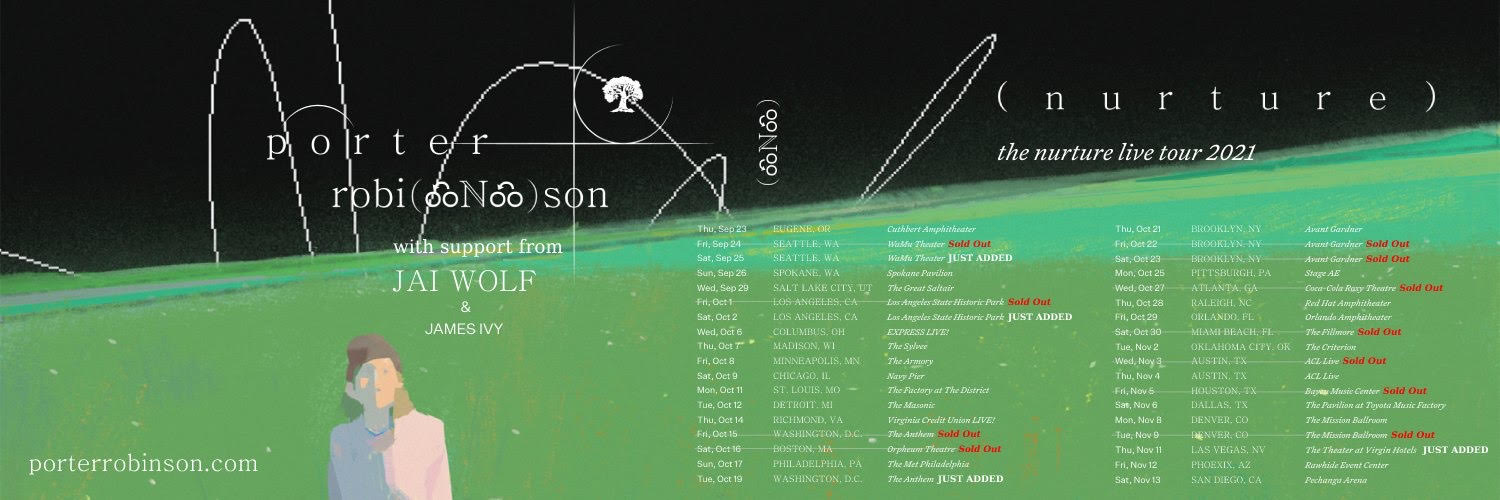 porter
robi(ਰੇNਰੇ)son
with support from
JAI WOLF
&
JAMES IVY
porterrobinson.com
( nurture )
the nurture live tour 2021
Thu, Sep 23 EUGENE, OR Cuthbert Amphitheater
Fri, Sep 24 SEATTLE, WA WaMu Theater Sold Out
Sat, Sep 25 SEATTLE, WA WaMu Theater JUST ADDED
Sun, Sep 26 SPOKANE, WA Spokane Pavilion
Wed, Sep 29 SALT LAKE CITY, UT The Great Saltair
Fri, Oct 1 LOS ANGELES, CA Los Angeles State Historic Park Sold Out
Sat, Oct 2 LOS ANGELES, CA Los Angeles State Historic Park JUST ADDED
Wed, Oct 6 COLUMBUS, OH EXPRESS LIVE!
Thu, Oct 7 MADISON, WI The Sylvee
Fri, Oct 8 MINNEAPOLIS, MN The Armory
Sat, Oct 9 CHICAGO, IL Navy Pier
Mon, Oct 11 ST. LOUIS, MO The Factory at The District
Tue, Oct 12 DETROIT, MI The Masonic
Thu, Oct 14 RICHMOND, VA Virginia Credit Union LIVE!
Fri, Oct 15 WASHINGTON, D.C. The Anthem Sold Out
Sat, Oct 16 BOSTON, MA Orpheum Theatre Sold Out
Sun, Oct 17 PHILADELPHIA, PA The Met Philadelphia
Tue, Oct 19 WASHINGTON, D.C. The Anthem JUST ADDED
Thu, Oct 21 BROOKLYN, NY Avant Gardner
Fri, Oct 22 BROOKLYN, NY Avant Gardner Sold Out
Sat, Oct 23 BROOKLYN, NY Avant Gardner Sold Out
Mon, Oct 25 PITTSBURGH, PA Stage AE
Wed, Oct 27 ATLANTA, GA Coca-Cola Roxy Theatre Sold Out
Thu, Oct 28 RALEIGH, NC Red Hat Amphitheater
Fri, Oct 29 ORLANDO, FL Orlando Amphitheater
Sat, Oct 30 MIAMI BEACH, FL The Fillmore Sold Out
Tue, Nov 2 OKLAHOMA CITY, OK The Criterion
Wed, Nov 3 AUSTIN, TX ACL Live Sold Out
Thu, Nov 4 AUSTIN, TX ACL Live
Fri, Nov 5 HOUSTON, TX Bayou Music Center Sold Out
Sat, Nov 6 DALLAS, TX The Pavilion at Toyota Music Factory
Mon, Nov 8 DENVER, CO The Mission Ballroom
Tue, Nov 9 DENVER, CO The Mission Ballroom Sold Out
Thu, Nov 11 LAS VEGAS, NV The Theater at Virgin Hotels JUST ADDED
Fri, Nov 12 PHOEXIX, AZ Rawhide Event Center
Sat, Nov 13 SAN DIEGO, CA Pechanga Arena